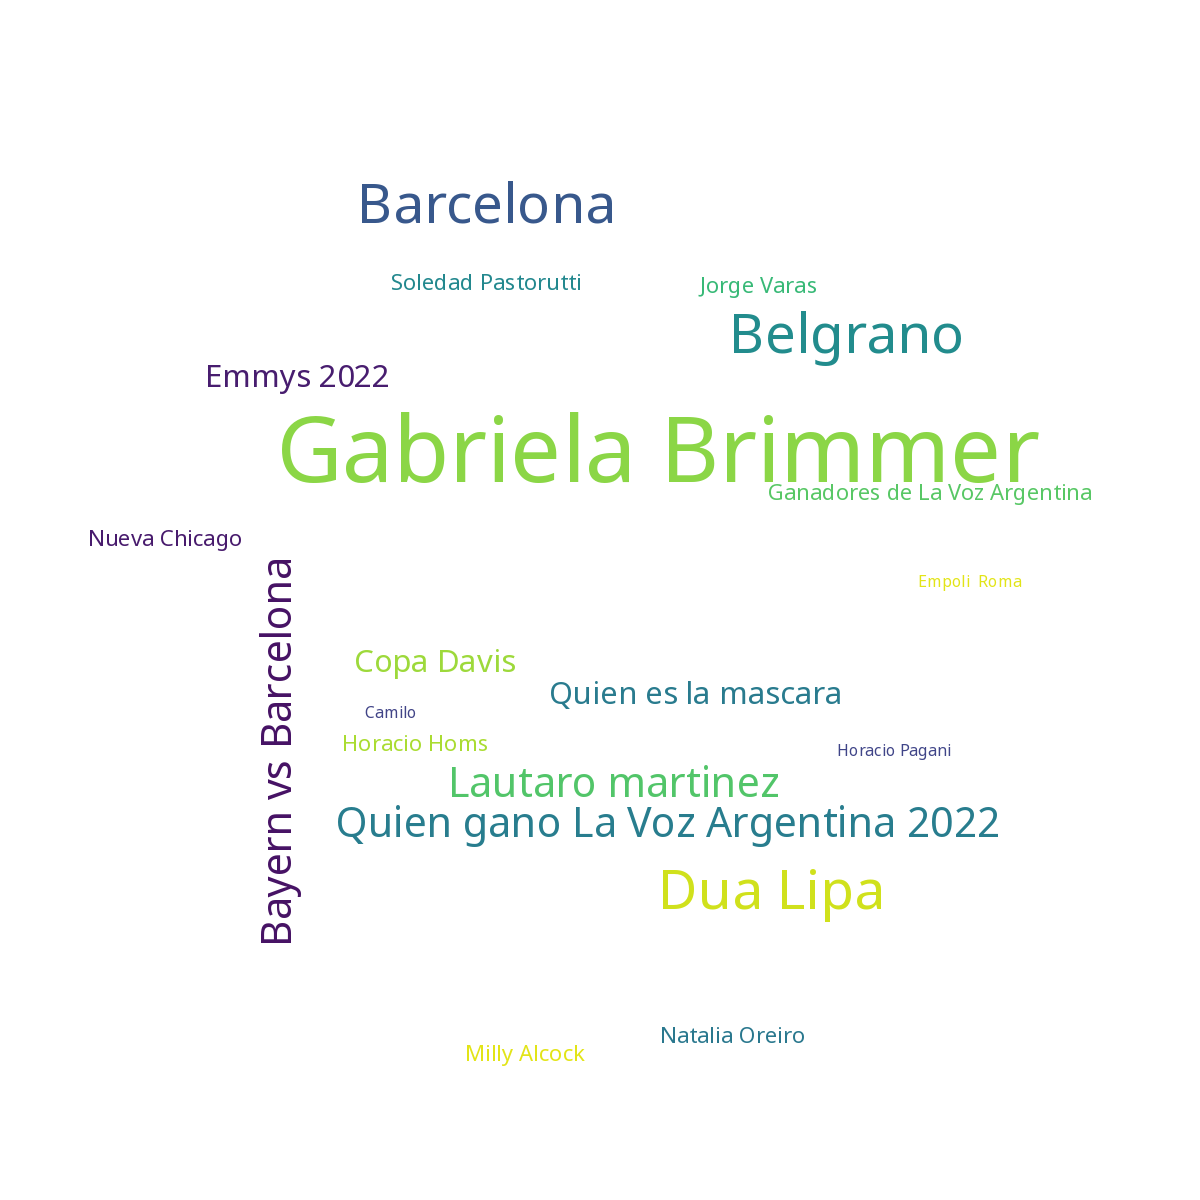 Barcelona
Soledad Pastorutti
Jorge Varas
Belgrano
Emmys 2022
Gabriela Brimmer
Ganadores de La Voz Argentina
Nueva Chicago
Bayern vs Barcelona
Empoli Roma
Copa Davis
Quien es la mascara
Camilo
Horacio Homs
Horacio Pagani
Lautaro martinez
Quien gano La Voz Argentina 2022
Dua Lipa
Natalia Oreiro
Milly Alcock